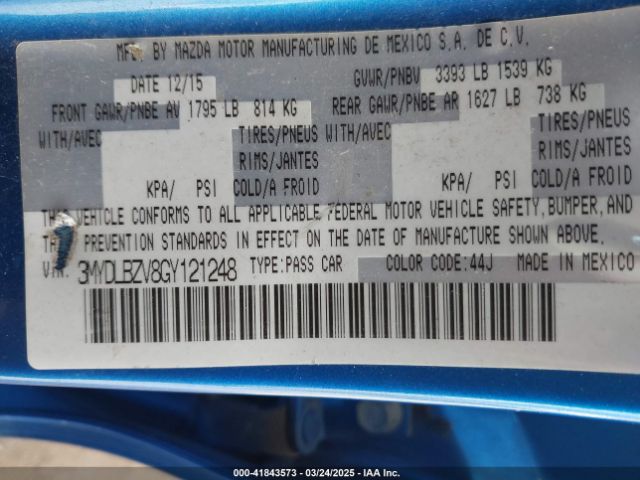 MFD. BY MAZDA MOTOR MANUFACTURING DE MEXICO S.A. DE C.V.
DATE 12/15 GVWR/PNBV 3393 LB 1539 KG
FRONT GAWR/PNBE AV 1795 LB 814 KG REAR GAWR/PNBE AR 1627 LB 738 KG
WITH/AVEC TIRES/PNEUS WITH/AVEC TIRES/PNEUS
RIMS/JANTES RIMS/JANTES
KPA/ PSI COLD/A FROID KPA/ PSI COLD/A FROID
THIS VEHICLE CONFORMS TO ALL APPLICABLE FEDERAL MOTOR VEHICLE SAFETY, BUMPER, AND
PREVENTION STANDARDS IN EFFECT ON THE DATE OF MANUFACTURE SHOWN ABOVE.
VIN: 3MYDLBZV8GY121248 TYPE:PASS CAR COLOR CODE:44J MADE IN MEXICO
000-41843573 — 03/24/2025 — IAA Inc.